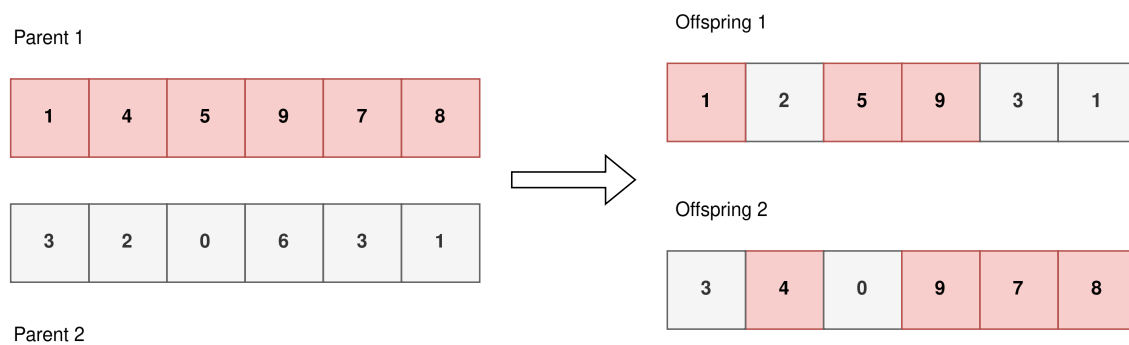 Parent 1
1 4 5 9 7 8
3 2 0 6 3 1
Parent 2
Offspring 1
1 2 5 9 3 1
Offspring 2
3 4 0 9 7 8